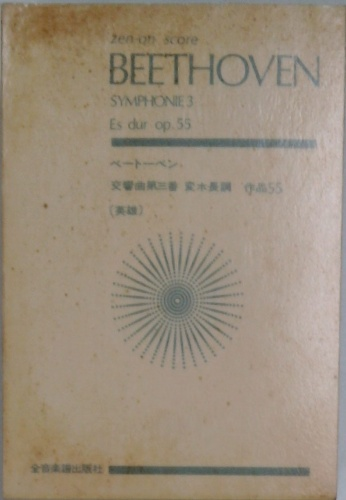 zen-on score
BEETHOVEN
SYMPHONIE 3
Es dur op.55
ベートーベン
交響曲第三番 変ホ長調 作品55
〔英雄〕
全音楽譜出版社